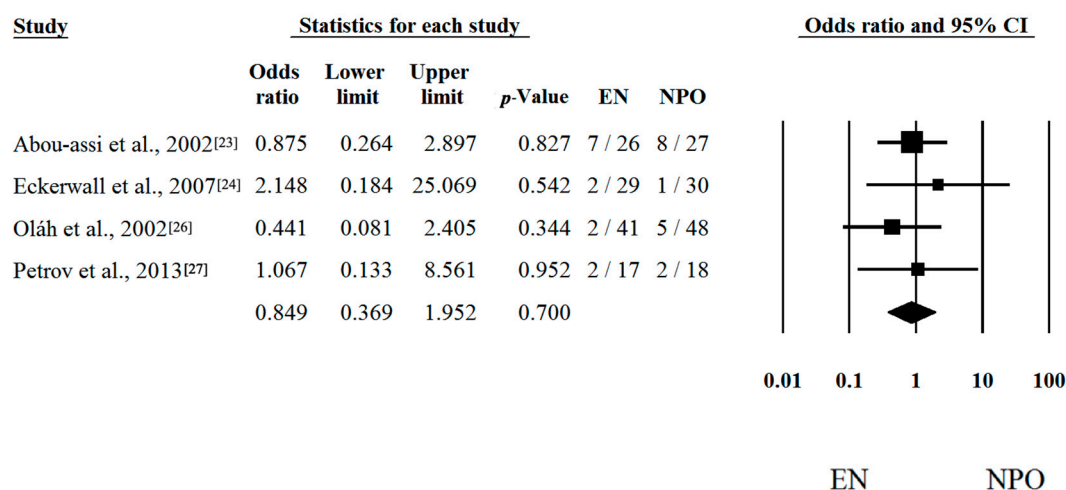 Study Statistics for each study Odds ratio and 95% CI
Odds ratio Lower limit Upper limit p-Value EN NPO
Abou-assi et al., 2002[23] 0.875 0.264 2.897 0.827 7 / 26 8 / 27
Eckerwall et al., 2007[24] 2.148 0.184 25.069 0.542 2 / 29 1 / 30
Oláh et al., 2002[26] 0.441 0.081 2.405 0.344 2 / 41 5 / 48
Petrov et al., 2013[27] 1.067 0.133 8.561 0.952 2 / 17 2 / 18
0.849 0.369 1.952 0.700
0.01 0.1 1 10 100
EN NPO